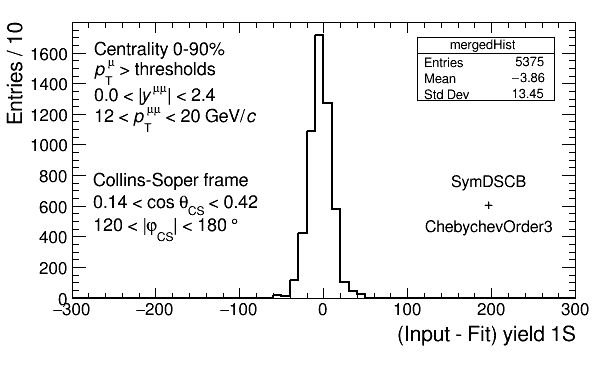 Entries / 10
1600
1400
1200
1000
800
600
400
200
0
−300
−200
−100
0
100
200
300
(Input - Fit) yield 1S
Centrality 0-90%
p_T^μ > thresholds
0.0 < |y^μμ| < 2.4
12 < p_T^μμ < 20 GeV/c
Collins-Soper frame
0.14 < cos θ_CS < 0.42
120 < |φ_CS| < 180 °
mergedHist
Entries 5375
Mean −3.86
Std Dev 13.45
SymDSCB
+
ChebychevOrder3